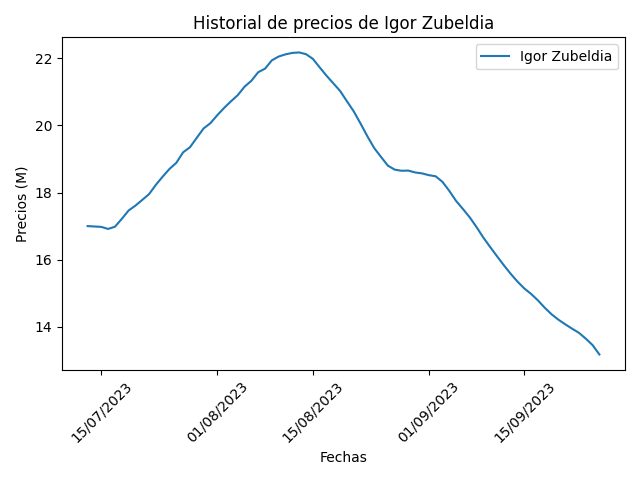 Historial de precios de Igor Zubeldia
Igor Zubeldia
Precios (M)
22
20
18
16
14
15/07/2023
01/08/2023
15/08/2023
01/09/2023
15/09/2023
Fechas